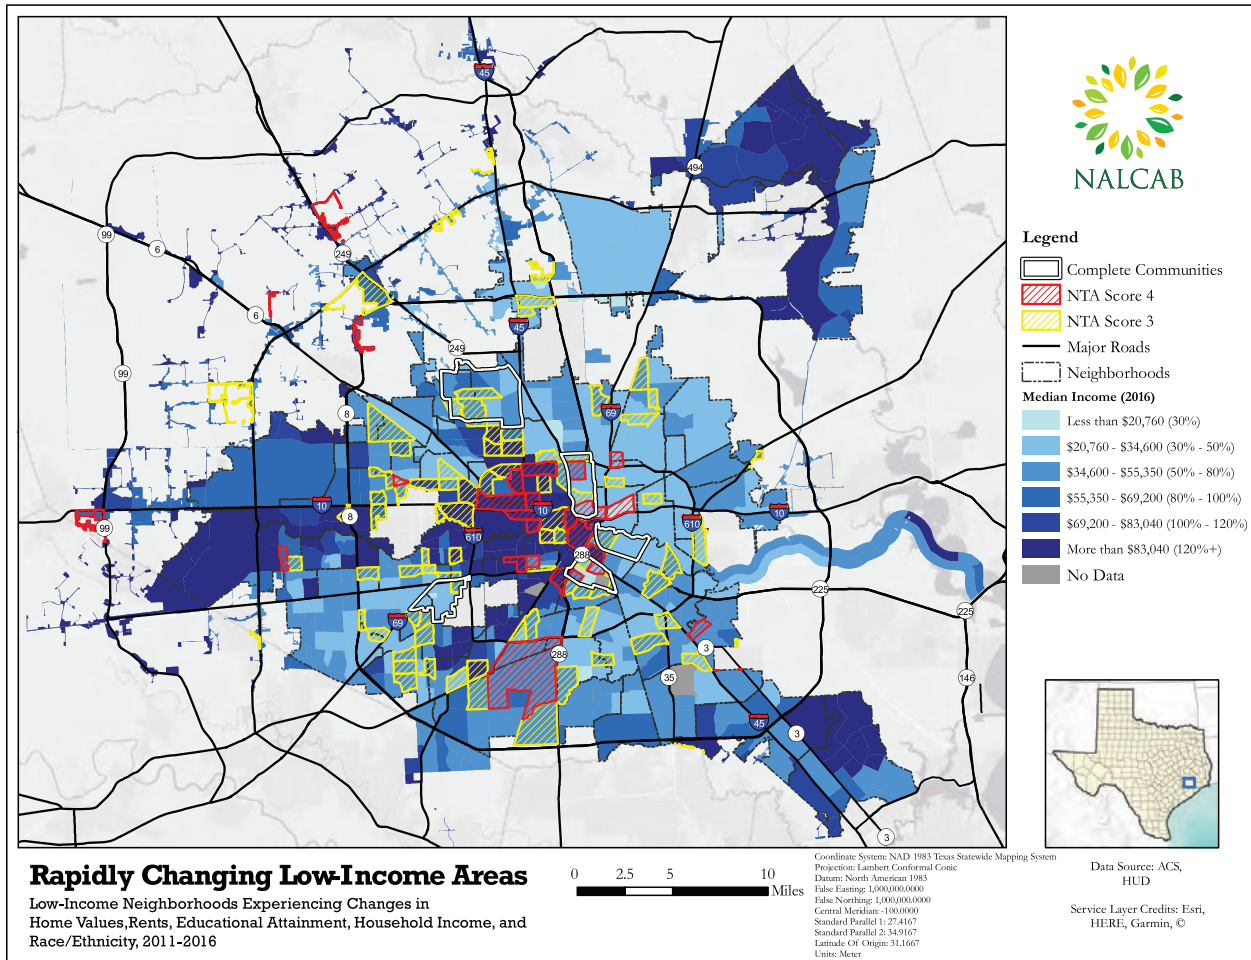 45
494
99
6
249
6
45
249
99
8
69
10
8
10
610
10
610
99
288
225
225
69
288
3
35
146
45
3
3
NALCAB
Legend
Complete Communities
NTA Score 4
NTA Score 3
Major Roads
Neighborhoods
Median Income (2016)
Less than $20,760 (30%)
$20,760 - $34,600 (30% - 50%)
$34,600 - $55,350 (50% - 80%)
$55,350 - $69,200 (80% - 100%)
$69,200 - $83,040 (100% - 120%)
More than $83,040 (120%+)
No Data
Rapidly Changing Low-Income Areas
Low-Income Neighborhoods Experiencing Changes in
Home Values,Rents, Educational Attainment, Household Income, and
Race/Ethnicity, 2011-2016
0 2.5 5 10
Miles
Coordinate System: NAD 1983 Texas Statewide Mapping System
Projection: Lambert Conformal Conic
Datum: North American 1983
False Easting: 1,000,000.0000
False Northing: 1,000,000.0000
Central Meridian: -100.0000
Standard Parallel 1: 27.4167
Standard Parallel 2: 34.9167
Latitude Of Origin: 31.1667
Units: Meter
Data Source: ACS,
HUD
Service Layer Credits: Esri,
HERE, Garmin, ©